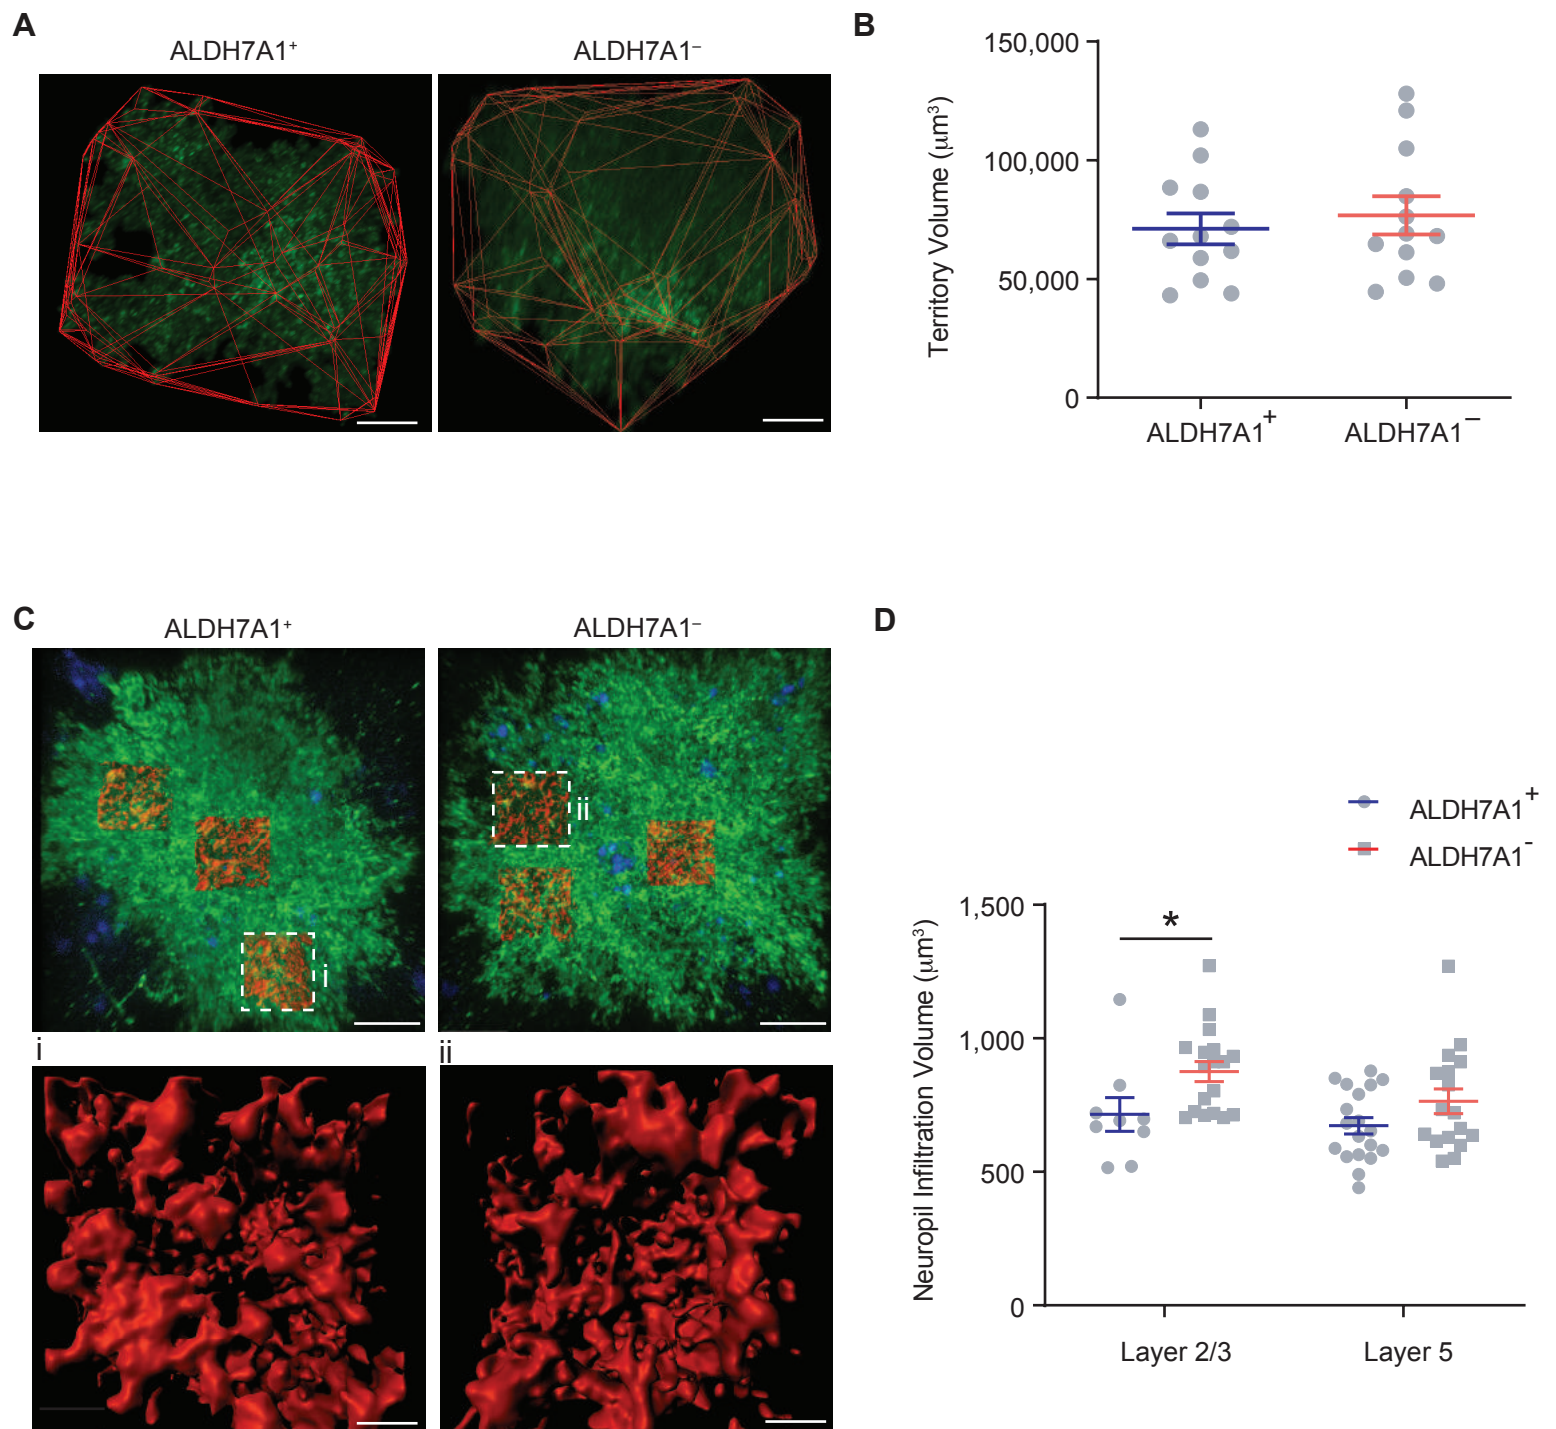 A
ALDH7A1⁺
ALDH7A1⁻
B
Territory Volume (μm³)
150,000
100,000
50,000
0
ALDH7A1⁺
ALDH7A1⁻
C
ALDH7A1⁺
ALDH7A1⁻
i
ii
i
ii
D
ALDH7A1⁺
ALDH7A1⁻
Neuropil Infiltration Volume (μm³)
1,500
1,000
500
0
*
Layer 2/3
Layer 5